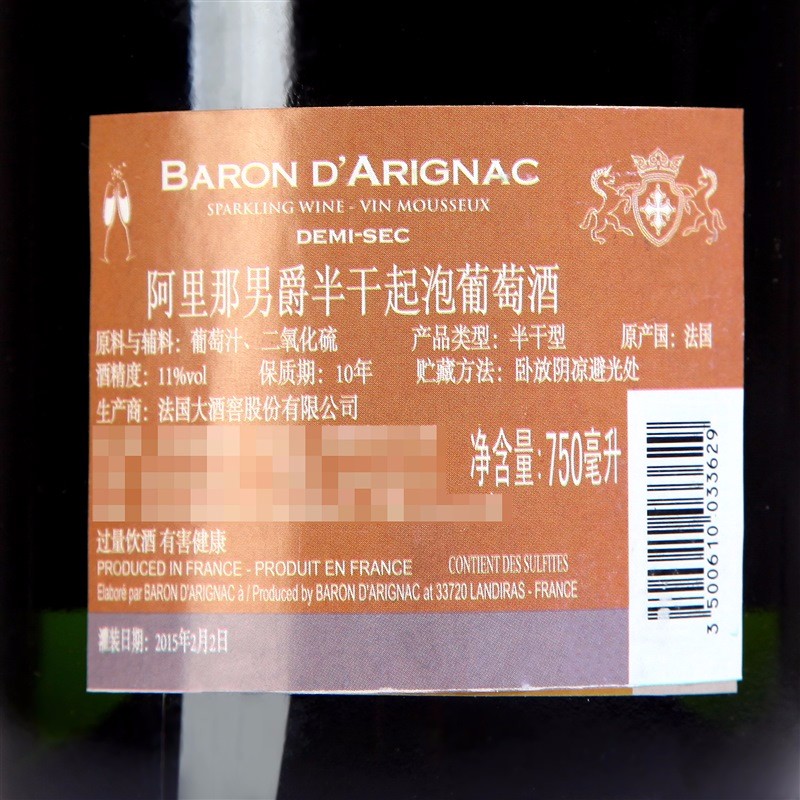 BARON D'ARIGNAC
SPARKLING WINE - VIN MOUSSEUX
DEMI-SEC
阿里那男爵半干起泡葡萄酒
原料与辅料：葡萄汁、二氧化硫 产品类型：半干型 原产国：法国
酒精度：11%vol 保质期：10年 贮藏方法：卧放阴凉避光处
生产商：法国大酒窖股份有限公司
净含量：750毫升
过量饮酒 有害健康
PRODUCED IN FRANCE - PRODUIT EN FRANCE CONTIENT DES SULFITES
Elaboré par BARON D'ARIGNAC à / Produced by BARON D'ARIGNAC at 33720 LANDIRAS - FRANCE
灌装日期：2015年2月2日
3 500610 033629